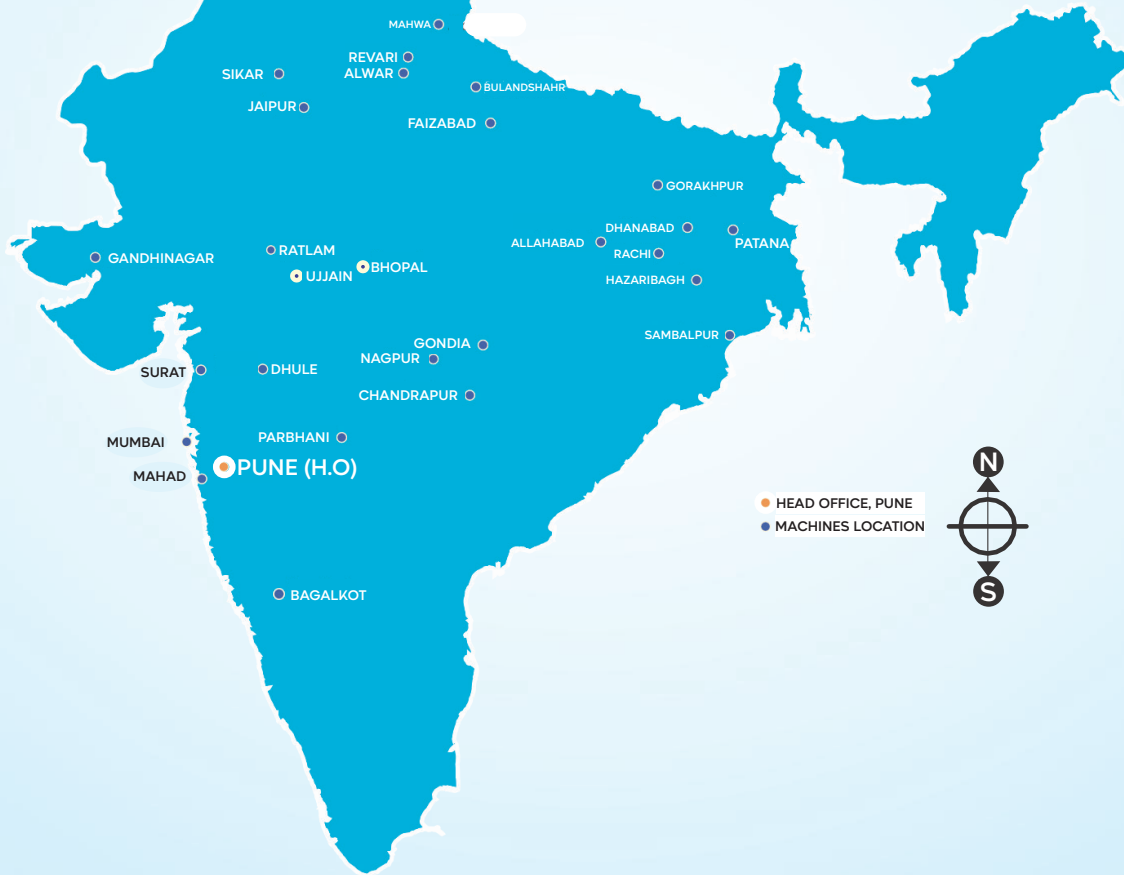 MAHWA
REVARI
SIKAR
ALWAR
BULANDSHAHR
JAIPUR
FAIZABAD
GORAKHPUR
DHANABAD
ALLAHABAD
PATANA
RATLAM
RACHI
GANDHINAGAR
BHOPAL
UJJAIN
HAZARIBAGH
SAMBALPUR
GONDIA
NAGPUR
SURAT
DHULE
CHANDRAPUR
PARBHANI
MUMBAI
PUNE (H.O)
MAHAD
N
HEAD OFFICE, PUNE
MACHINES LOCATION
S
BAGALKOT